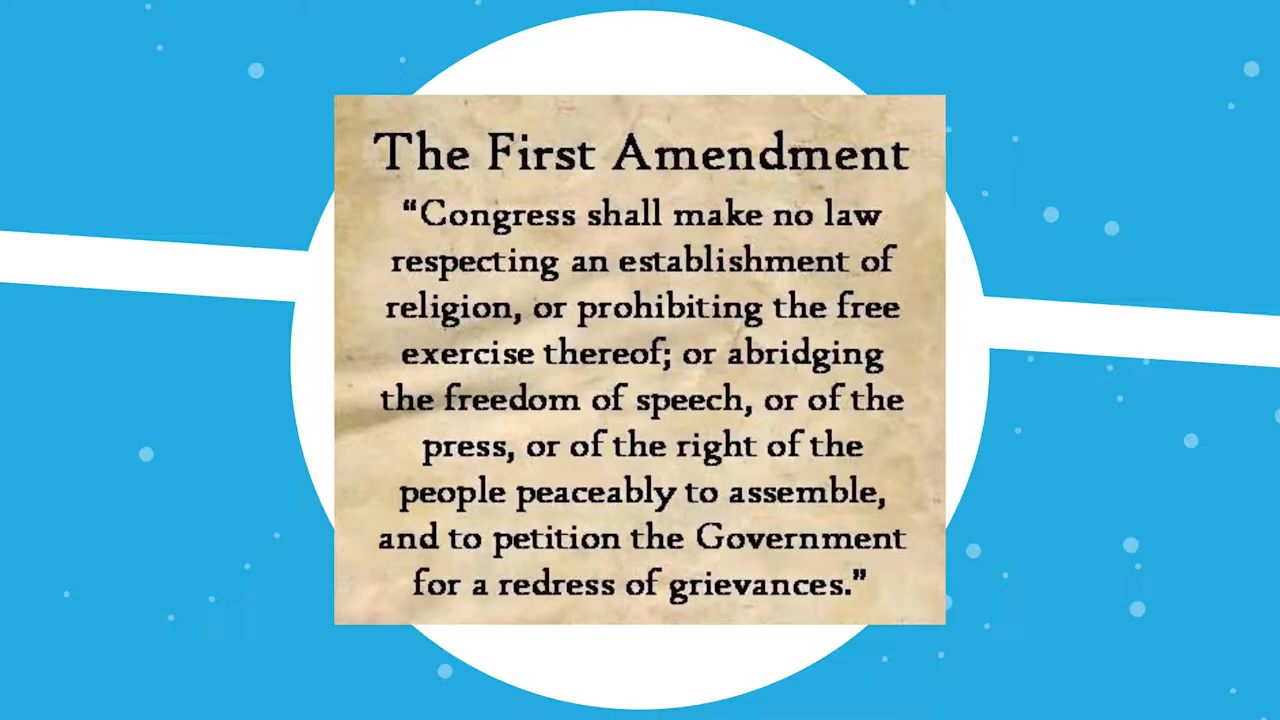 The First Amendment
“Congress shall make no law
respecting an establishment of
religion, or prohibiting the free
exercise thereof; or abridging
the freedom of speech, or of the
press, or of the right of the
people peaceably to assemble,
and to petition the Government
for a redress of grievances.”